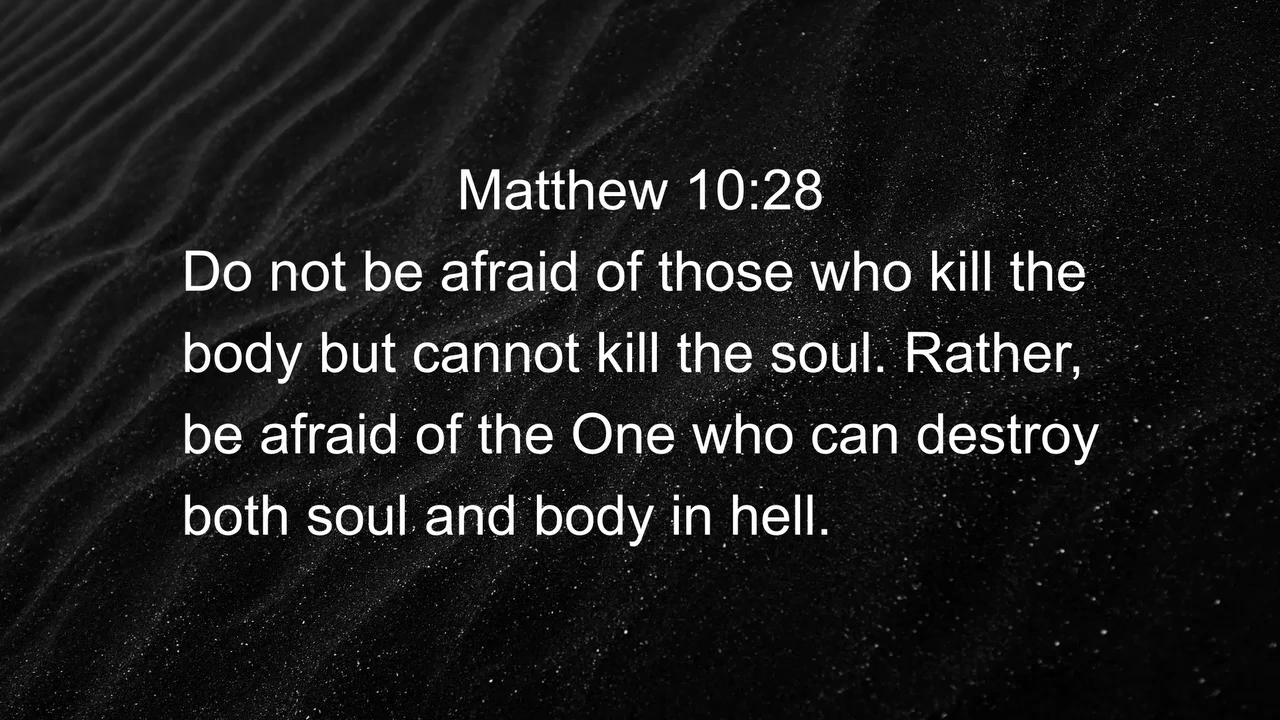 Matthew 10:28
Do not be afraid of those who kill the
body but cannot kill the soul. Rather,
be afraid of the One who can destroy
both soul and body in hell.